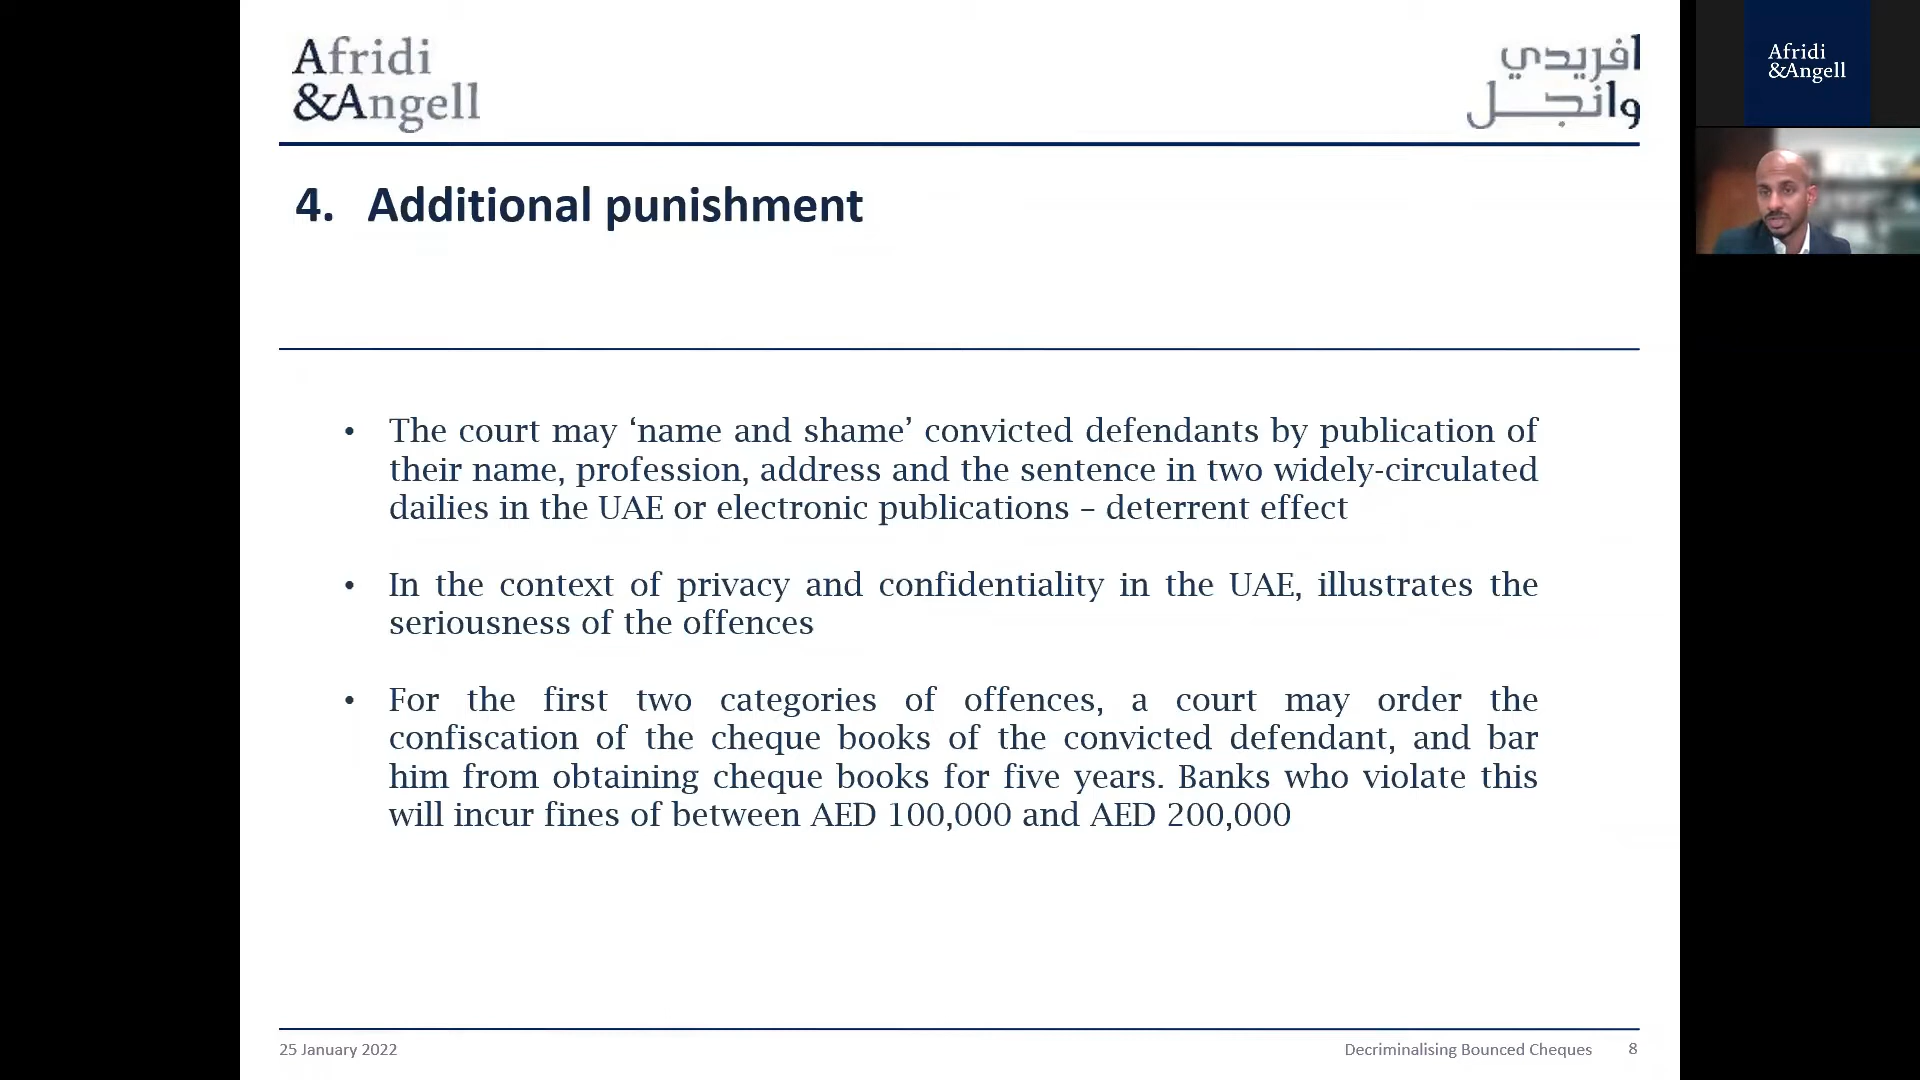 Afridi
&Angell
افريدي
وانجل
Afridi
&Angell
4. Additional punishment
• The court may ‘name and shame’ convicted defendants by publication of
their name, profession, address and the sentence in two widely-circulated
dailies in the UAE or electronic publications – deterrent effect
• In the context of privacy and confidentiality in the UAE, illustrates the
seriousness of the offences
• For the first two categories of offences, a court may order the
confiscation of the cheque books of the convicted defendant, and bar
him from obtaining cheque books for five years. Banks who violate this
will incur fines of between AED 100,000 and AED 200,000
25 January 2022
Decriminalising Bounced Cheques 8